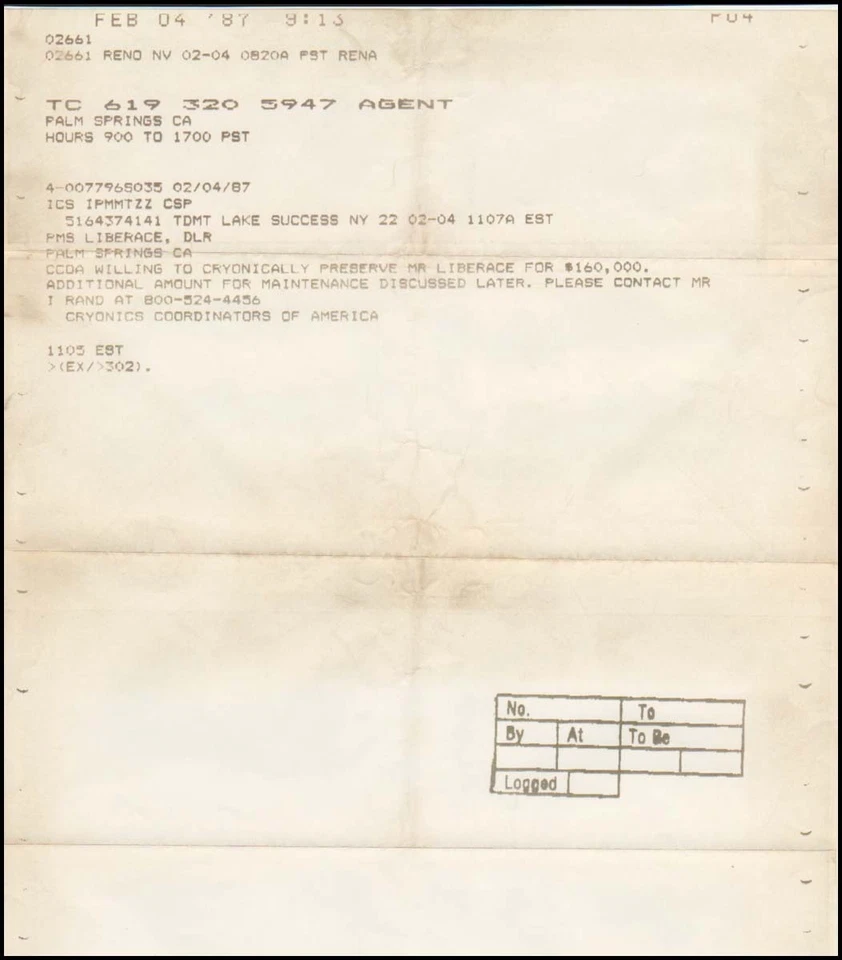 FEB 04 '87 9:13 P04
02661
02661 RENO NV 02-04 0820A PST RENA
TC 619 320 5947 AGENT
PALM SPRINGS CA
HOURS 900 TO 1700 PST
4-0077965035 02/04/87
ICS IPMMTZZ CSP
5164374141 TDMT LAKE SUCCESS NY 22 02-04 1107A EST
PMS LIBERACE, DLR
PALM SPRINGS CA
CCOA WILLING TO CRYONICALLY PRESERVE MR LIBERACE FOR $160,000.
ADDITIONAL AMOUNT FOR MAINTENANCE DISCUSSED LATER. PLEASE CONTACT MR
I RAND AT 800-524-4456
CRYONICS COORDINATORS OF AMERICA
1105 EST
>(EX/>302).
No. To
By At To Be
Logged